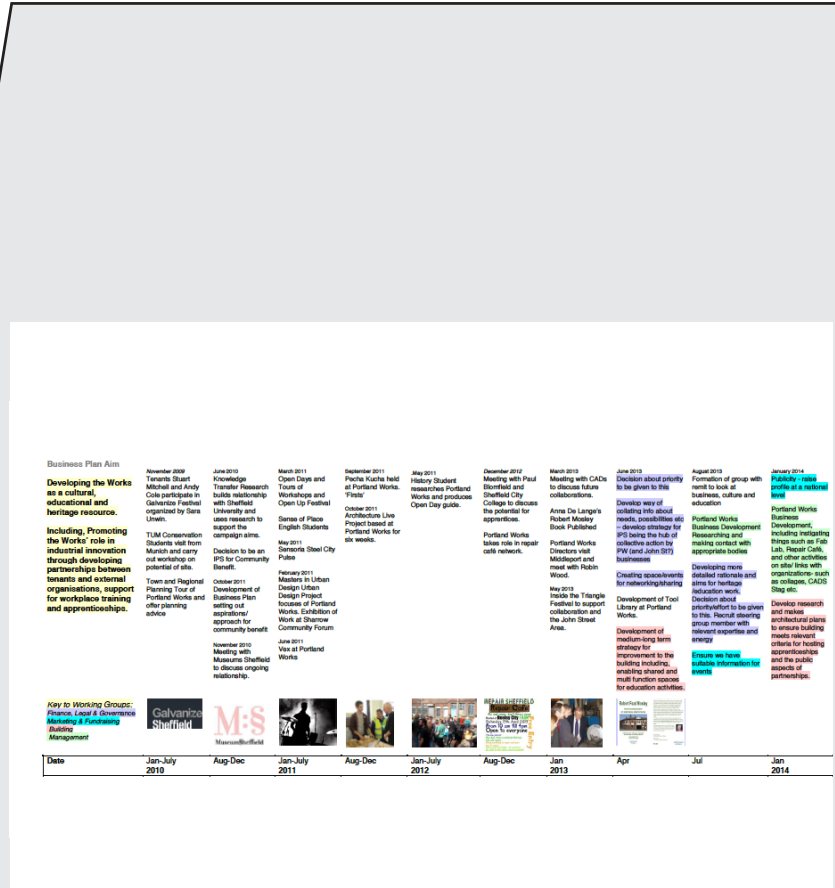 Business Plan Aim
Developing the Works
as a cultural,
educational and
heritage resource.
Including, Promoting
the Works' role in
industrial innovation
through developing
partnerships between
tenants and external
organisations, support
for workplace training
and apprenticeships.
November 2009
Tenants Stuart
Mitchell and Andy
Cole participate in
Galvanize Festival
organized by Sara
Unwin.
TUM Conservation
Students visit from
Munich and carry
out workshop on
potential of site.
Town and Regional
Planning Tour of
Portland Works and
offer planning
advice
June 2010
Knowledge
Transfer Research
builds relationship
with Sheffield
University and
uses research to
support the
campaign aims.
Decision to be an
IPS for Community
Benefit.
October 2011
Development of
Business Plan
setting out
aspirations/
approach for
community benefit
November 2010
Meeting with
Museums Sheffield
to discuss ongoing
relationship.
March 2011
Open Days and
Tours of
Workshops and
Open Up Festival
Sense of Place
English Students
May 2011
Sensoria Steel City
Pulse
February 2011
Masters in Urban
Design Urban
Design Project
focuses of Portland
Works. Exhibition of
Work at Sharrow
Community Forum
June 2011
Vex at Portland
Works
September 2011
Pecha Kucha held
at Portland Works.
'Firsts'
October 2011
Architecture Live
Project based at
Portland Works for
six weeks.
.May 2011
History Student
researches Portland
Works and produces
Open Day guide.
December 2012
Meeting with Paul
Blomfield and
Sheffield City
College to discuss
the potential for
apprentices.
Portland Works
takes role in repair
café network.
March 2013
Meeting with CADs
to discuss future
collaborations.
Anna De Lange's
Robert Mosley
Book Published
Portland Works
Directors visit
Middleport and
meet with Robin
Wood.
May 2013
Inside the Triangle
Festival to support
collaboration and
the John Street
Area.
June 2013
Decision about priority
to be given to this
Develop way of
collating info about
needs, possibilities etc
– develop strategy for
IPS being the hub of
collective action by
PW (and John St?)
businesses
Creating space/events
for networking/sharing
Development of Tool
Library at Portland
Works.
Development of
medium-long term
strategy for
improvement to the
building including,
enabling shared and
multi function spaces
for education activities.
August 2013
Formation of group with
remit to look at
business, culture and
education
Portland Works
Business Development
Researching and
making contact with
appropriate bodies
Developing more
detailed rationale and
aims for heritage
/education work.
Decision about
priority/effort to be given
to this. Recruit steering
group member with
relevant expertise and
energy
Ensure we have
suitable information for
events
January 2014
Publicity - raise
profile at a national
level
Portland Works
Business
Development,
including instigating
things such as Fab
Lab, Repair Café,
and other activities
on site/ links with
organizations- such
as collages, CADS
Stag etc.
Develop research
and makes
architectural plans
to ensure building
meets relevant
criteria for hosting
apprenticeships
and the public
aspects of
partnerships.
Key to Working Groups:
Finance, Legal & Governance
Marketing & Fundraising
Building
Management
Galvanize
Sheffield
M:S
MuseumSheffield
REPAIR SHEFFIELD
Repair Cafe
Open to everyone
Date
Jan-July
2010
Aug-Dec
Jan-July
2011
Aug-Dec
Jan-July
2012
Aug-Dec
Jan
2013
Apr
Jul
Jan
2014